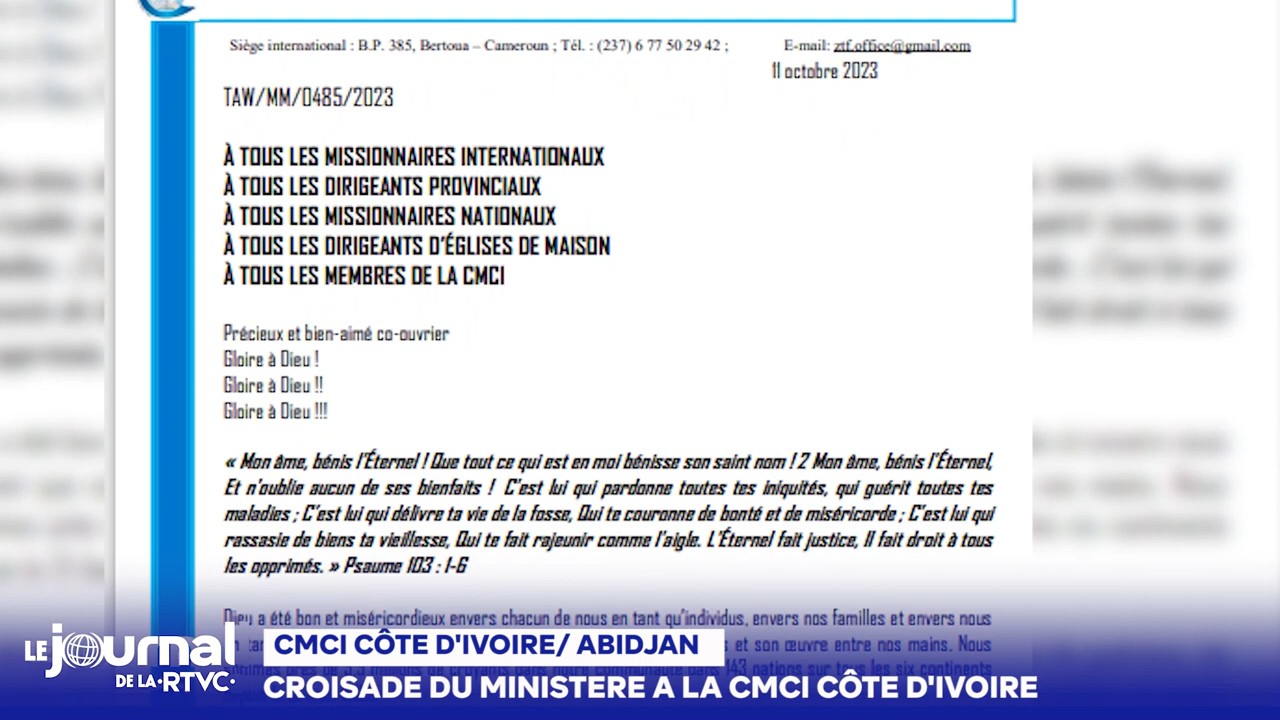 Siège international : B.P. 385, Bertoua – Cameroun ; Tél. : (237) 6 77 50 29 42 ; E-mail: ztf.office@gmail.com
11 octobre 2023
TAW/MM/0485/2023
À TOUS LES MISSIONNAIRES INTERNATIONAUX
À TOUS LES DIRIGEANTS PROVINCIAUX
À TOUS LES MISSIONNAIRES NATIONAUX
À TOUS LES DIRIGEANTS D'ÉGLISES DE MAISON
À TOUS LES MEMBRES DE LA CMCI
Précieux et bien-aimé co-ouvrier
Gloire à Dieu !
Gloire à Dieu !!
Gloire à Dieu !!!
« Mon âme, bénis l'Éternel ! Que tout ce qui est en moi bénisse son saint nom ! 2 Mon âme, bénis l'Éternel,
Et n'oublie aucun de ses bienfaits ! C'est lui qui pardonne toutes tes iniquités, qui guérit toutes tes
maladies ; C'est lui qui délivre ta vie de la fosse, Qui te couronne de bonté et de miséricorde ; C'est lui qui
rassasie de biens ta vieillesse, Qui te fait rajeunir comme l'aigle. L'Éternel fait justice, Il fait droit à tous
les opprimés. » Psaume 103 : 1-6
Dieu a été bon et miséricordieux envers chacun de nous en tant qu'individus, envers nos familles et envers nous
et son œuvre entre nos mains. Nous
millions de croyants dans notre communauté dans 143 nations sur tous les six continents
LE journal
DE LA RTVC
CMCI CÔTE D'IVOIRE/ ABIDJAN
CROISADE DU MINISTERE A LA CMCI CÔTE D'IVOIRE